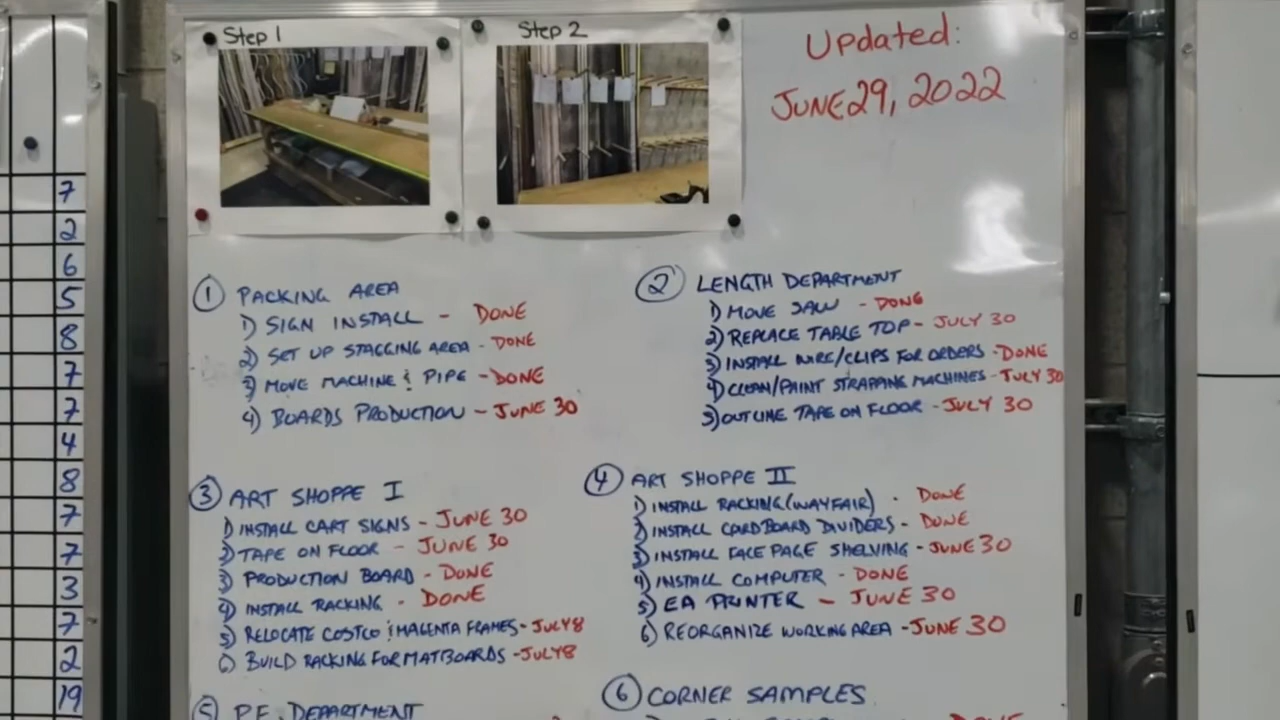 Step 1
Step 2
Updated:
JUNE 29, 2022
7
2
6
5
8
7
7
4
8
7
7
3
7
2
19
① PACKING AREA
1) SIGN INSTALL - DONE
2) SET UP STAGGING AREA - DONE
3) MOVE MACHINE & PIPE - DONE
4) BOARDS PRODUCTION - JUNE 30
② LENGTH DEPARTMENT
1) MOVE SAW - DONE
2) REPLACE TABLE TOP - JULY 30
3) INSTALL WIRE/CLIPS FOR ORDERS - DONE
4) CLEAN/PAINT STRAPPING MACHINES - JULY 30
5) OUTLINE TAPE ON FLOOR - JULY 30
③ ART SHOPPE I
1) INSTALL CART SIGNS - JUNE 30
2) TAPE ON FLOOR - JUNE 30
3) PRODUCTION BOARD - DONE
4) INSTALL RACKING - DONE
5) RELOCATE COSTCO & MAGENTA FRAMES - JULY 8
6) BUILD RACKING FOR MATBOARDS - JULY 8
④ ART SHOPPE II
1) INSTALL RACKING (WAYFAIR) - DONE
2) INSTALL CARDBOARD DIVIDERS - DONE
3) INSTALL FACE PAGE SHELVING - JUNE 30
4) INSTALL COMPUTER - DONE
5) EA PRINTER - JUNE 30
6) REORGANIZE WORKING AREA - JUNE 30
⑤ P.F. DEPARTMENT
⑥ CORNER SAMPLES
DONE